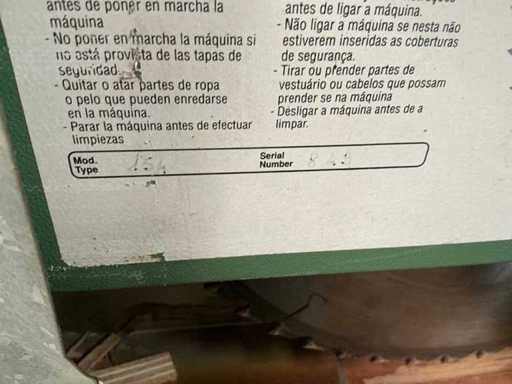 antes de poner en marcha la
máquina
- No poner en marcha la máquina si
no está provista de las tapas de
seguridad.
- Quitar o atar partes de ropa
o pelo que pueden enredarse
en la máquina.
- Parar la máquina antes de efectuar
limpiezas
antes de ligar a máquina.
- Não ligar a máquina se nesta não
estiverem inseridas as coberturas
de segurança.
- Tirar ou prender partes de
vestuário ou cabelos que possam
prender se na máquina
- Desligar a máquina antes de a
limpar.
Mod.
Type
Serial
Number